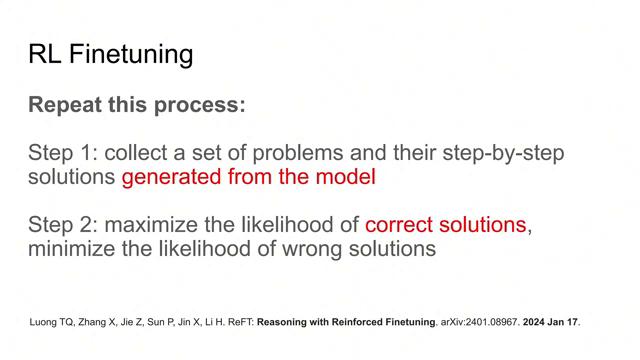 RL Finetuning
Repeat this process:
Step 1: collect a set of problems and their step-by-step
solutions generated from the model
Step 2: maximize the likelihood of correct solutions,
minimize the likelihood of wrong solutions
Luong TQ, Zhang X, Jie Z, Sun P, Jin X, Li H. ReFT: Reasoning with Reinforced Finetuning. arXiv:2401.08967. 2024 Jan 17.